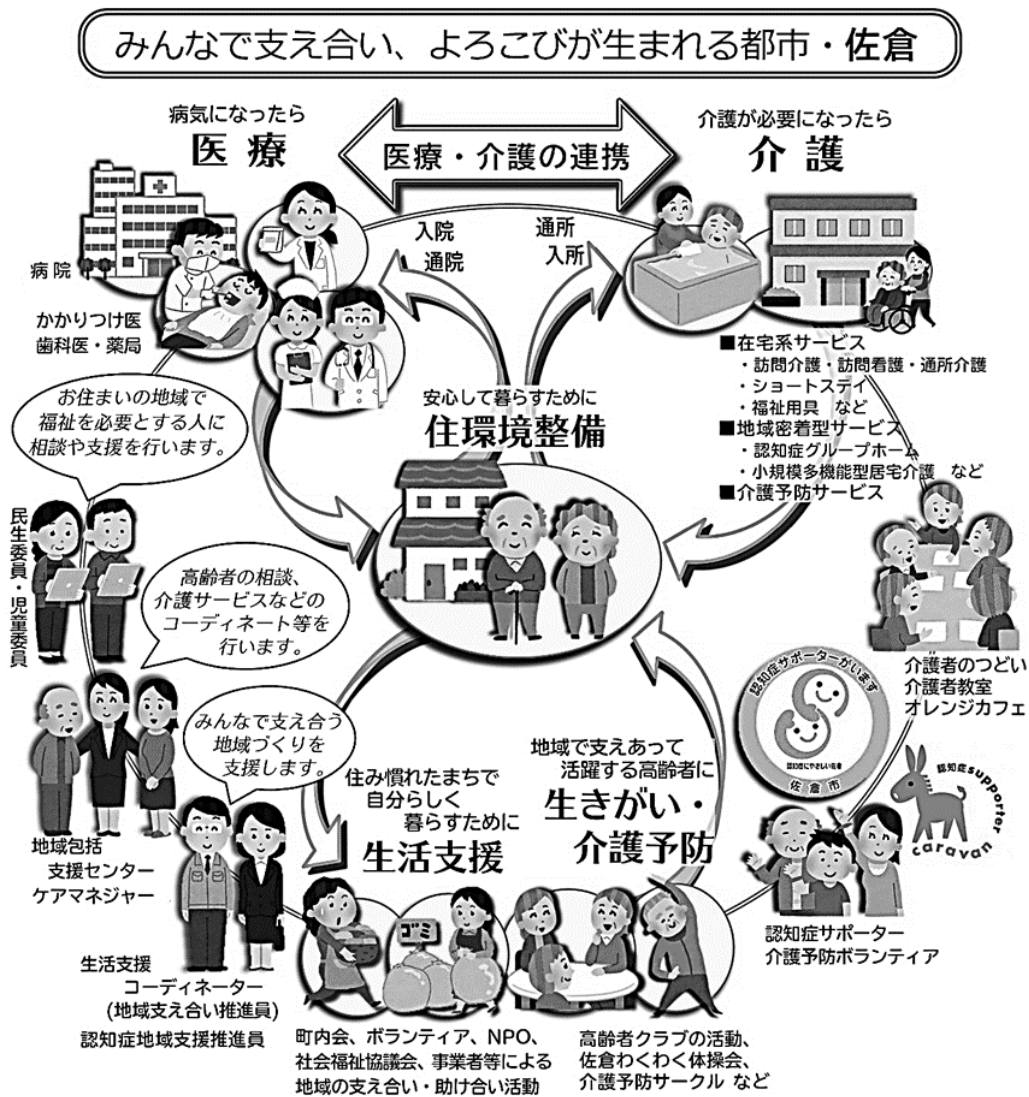 みんなで支え合い、よろこびが生まれる都市・佐倉
病気になったら
医療
医療・介護の連携
介護が必要になったら
介護
入院
通院
通所
入所
病院
かかりつけ医
歯科医・薬局
■在宅系サービス
・訪問介護・訪問看護・通所介護
・ショートステイ
・福祉用具 など
■地域密着型サービス
・認知症グループホーム
・小規模多機能型居宅介護 など
■介護予防サービス
安心して暮らすために
住環境整備
お住まいの地域で
福祉を必要とする人に
相談や支援を行います。
民生委員・児童委員
高齢者の相談、
介護サービスなどの
コーディネート等を
行います。
介護者のつどい
介護者教室
オレンジカフェ
認知症サポーターがいます
認知症にやさしい佐倉
佐倉市
認知症supporter
caravan
みんなで支え合う
地域づくりを
支援します。
地域包括
支援センター
ケアマネジャー
住み慣れたまちで
自分らしく
暮らすために
生活支援
地域で支えあって
活躍する高齢者に
生きがい・
介護予防
ゴミ
認知症サポーター
介護予防ボランティア
生活支援
コーディネーター
(地域支え合い推進員)
認知症地域支援推進員
町内会、ボランティア、NPO、
社会福祉協議会、事業者等による
地域の支え合い・助け合い活動
高齢者クラブの活動、
佐倉わくわく体操会、
介護予防サークル など